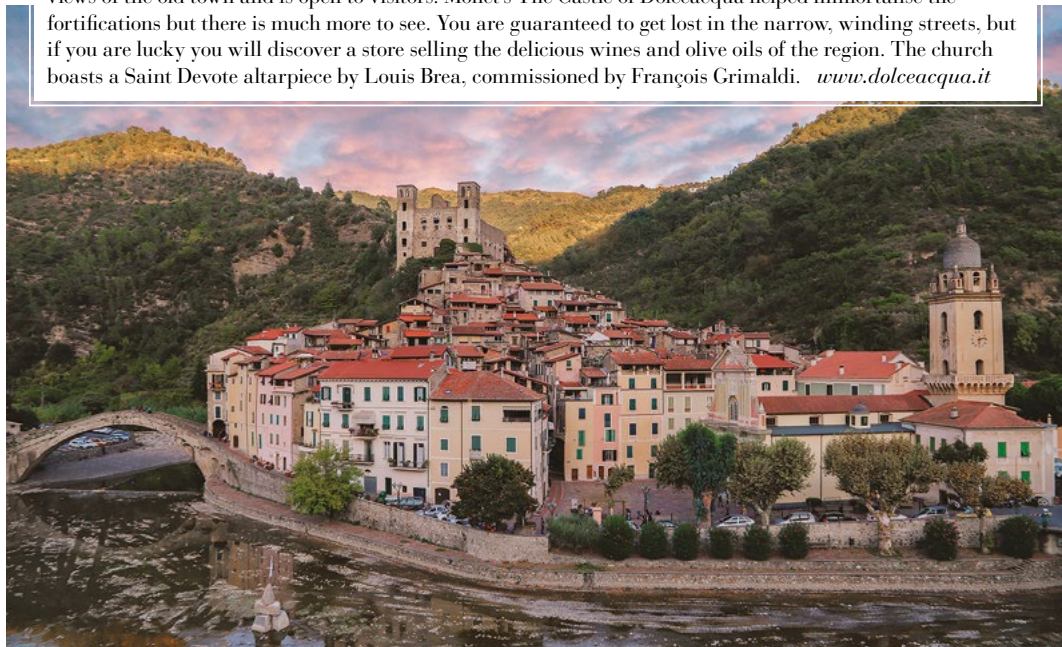 views of the old town and is open to visitors. Monet's The Castle of Dolceacqua helped immortalise the
fortifications but there is much more to see. You are guaranteed to get lost in the narrow, winding streets, but
if you are lucky you will discover a store selling the delicious wines and olive oils of the region. The church
boasts a Saint Devote altarpiece by Louis Brea, commissioned by François Grimaldi. www.dolceacqua.it